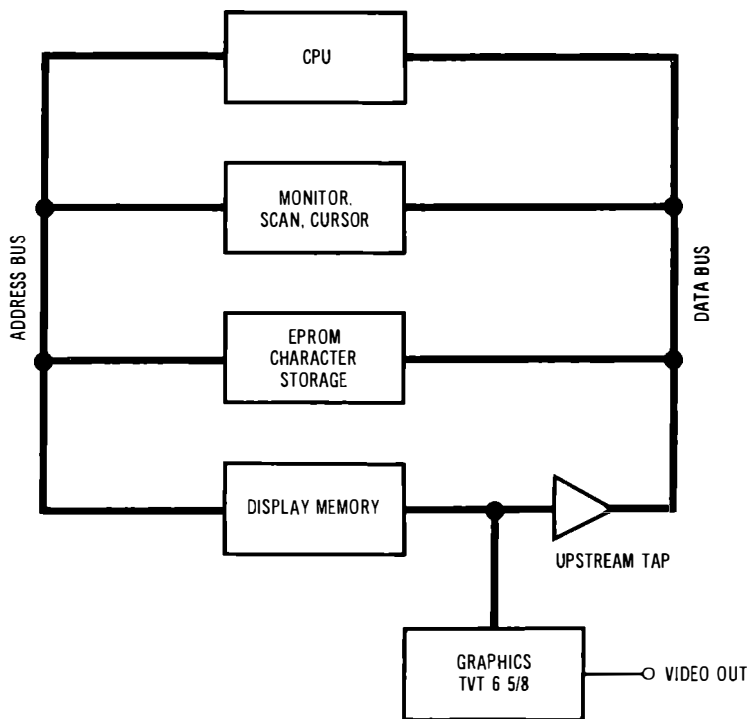 CPU
MONITOR,
SCAN, CURSOR
ADDRESS BUS
DATA BUS
EPROM
CHARACTER
STORAGE
DISPLAY MEMORY
UPSTREAM TAP
GRAPHICS
TVT 6 5/8
VIDEO OUT